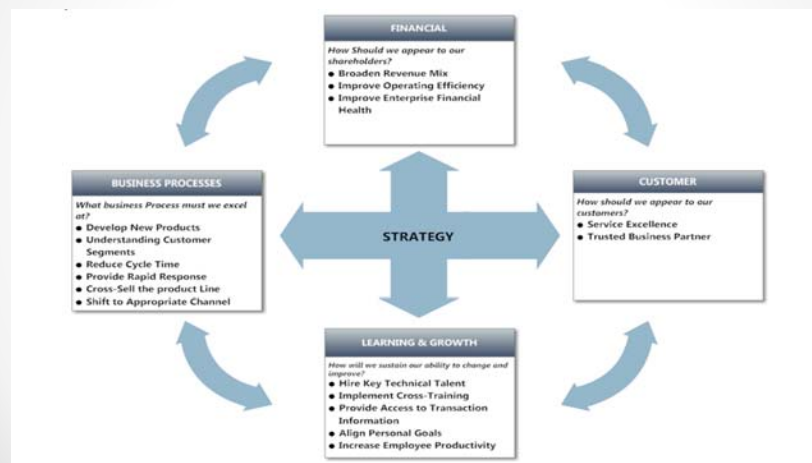 FINANCIAL
How Should we appear to our
shareholders?
● Broaden Revenue Mix
● Improve Operating Efficiency
● Improve Enterprise Financial
Health
BUSINESS PROCESSES
What business Process must we excel
at?
● Develop New Products
● Understanding Customer
Segments
● Reduce Cycle Time
● Provide Rapid Response
● Cross-Sell the product Line
● Shift to Appropriate Channel
STRATEGY
CUSTOMER
How should we appear to our
customers?
● Service Excellence
● Trusted Business Partner
LEARNING & GROWTH
How will we sustain our ability to change and
improve?
● Hire Key Technical Talent
● Implement Cross-Training
● Provide Access to Transaction
Information
● Align Personal Goals
● Increase Employee Productivity